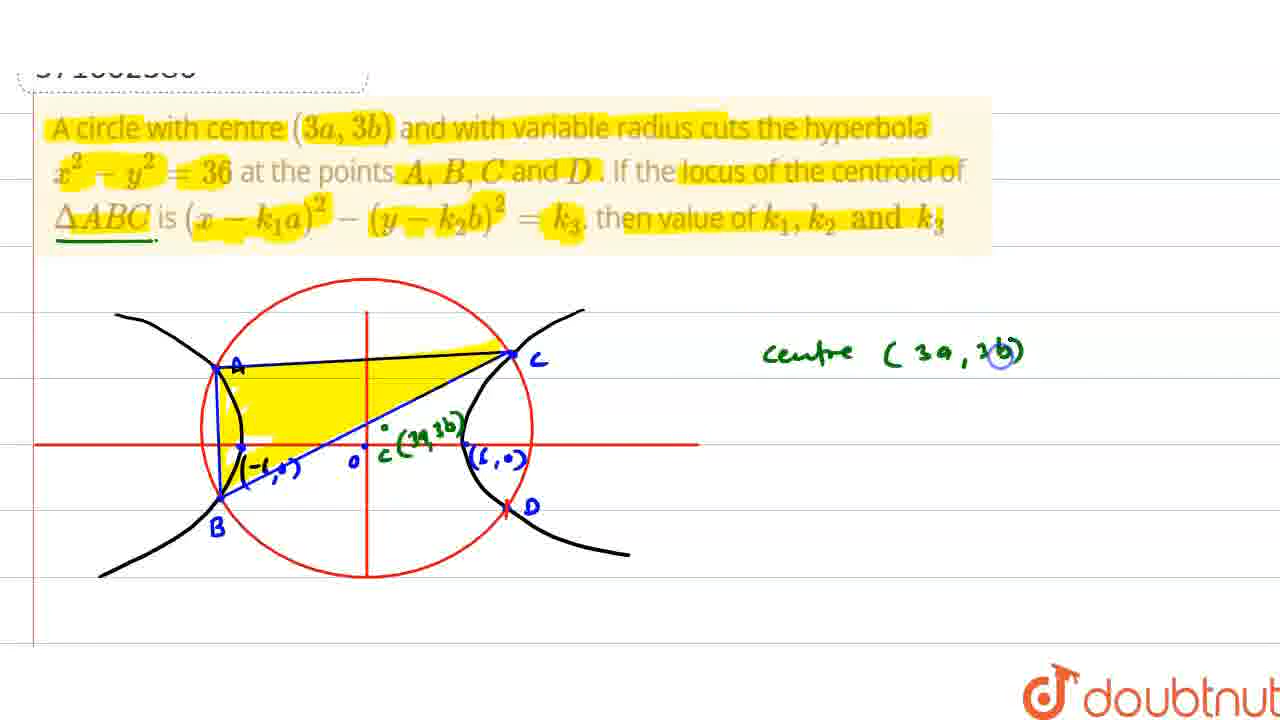 A circle with centre (3a, 3b) and with variable radius cuts the hyperbola
x² − y² = 36 at the points A, B, C and D . If the locus of the centroid of
ΔABC is (x − k₁a)² − (y − k₂b)² = k₃. then value of k₁, k₂ and k₃
A
C
centre (3a, 3b)
(-6,0)
O
C (3a,3b)
(6,0)
B
D
doubtnut